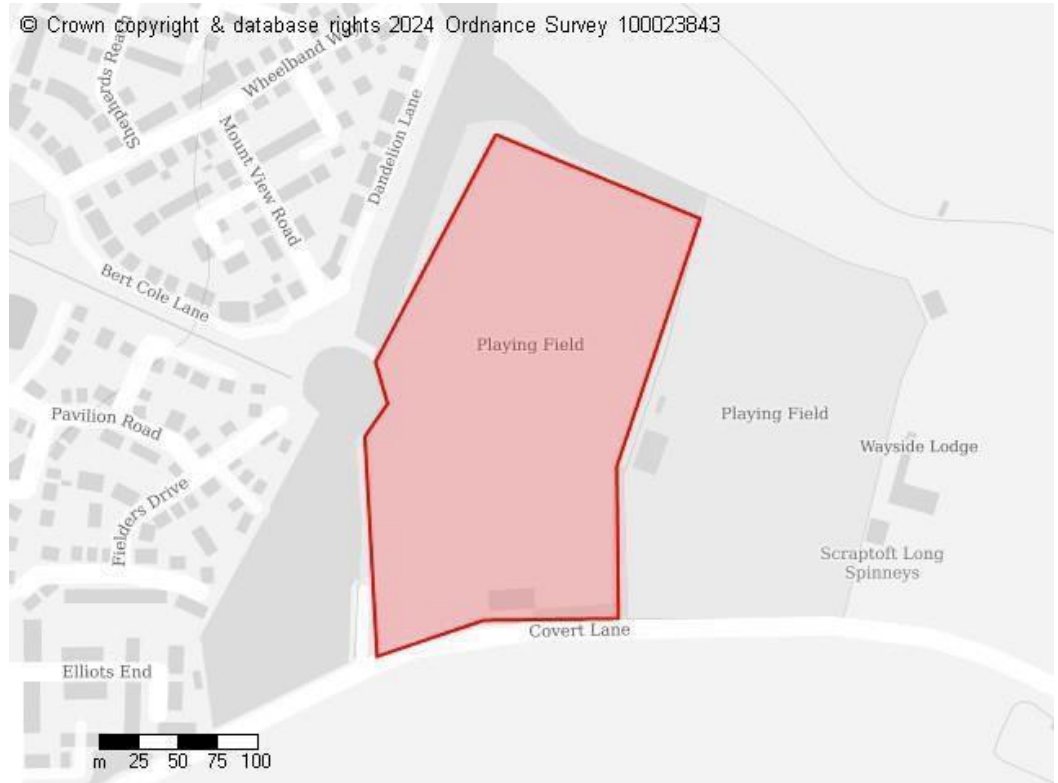 © Crown copyright & database rights 2024 Ordnance Survey 100023843
Shepherds Reach
Wheelband Way
Mount View Road
Dandelion Lane
Bert Cole Lane
Playing Field
Pavilion Road
Playing Field
Wayside Lodge
Fielders Drive
Scraptoft Long
Spinneys
Covert Lane
Elliots End
m 25 50 75 100